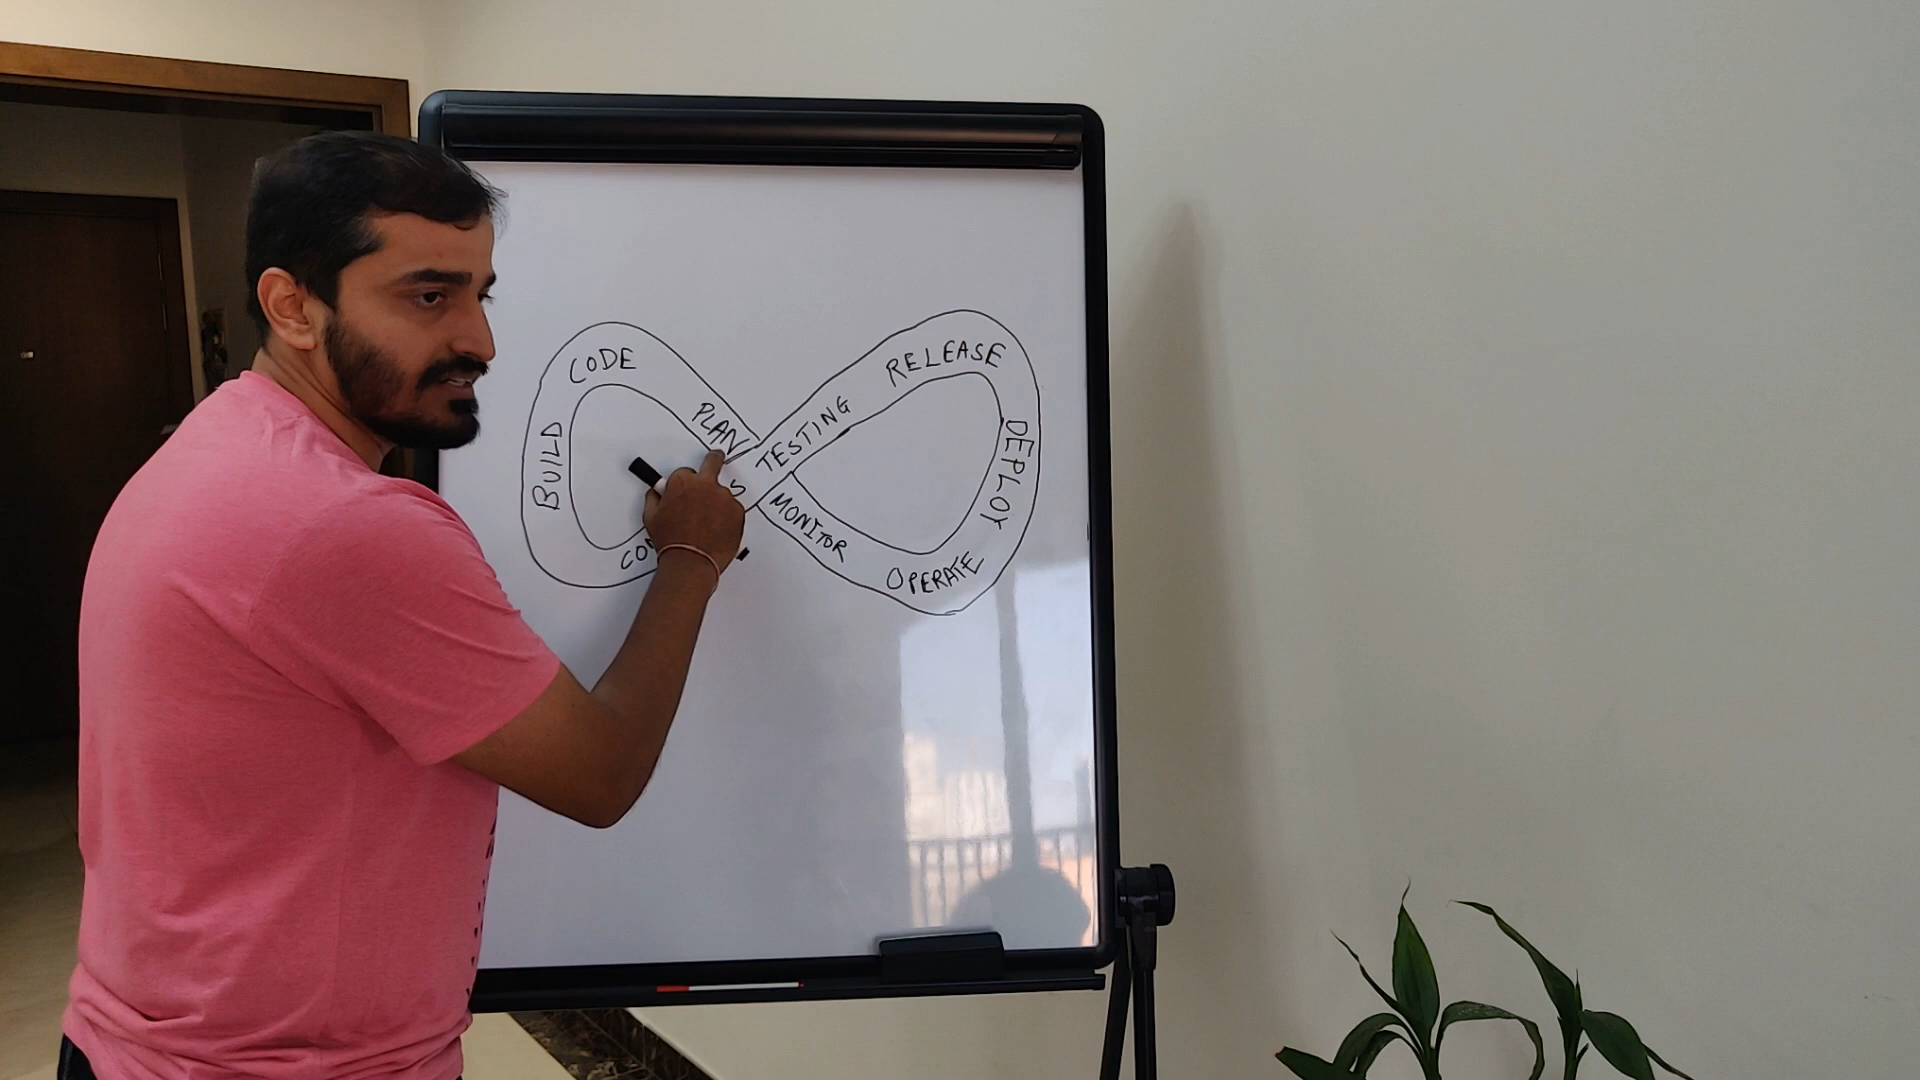 CODE
PLAN
BUILD
TESTING
RELEASE
DEPLOY
OPERATE
MONITOR